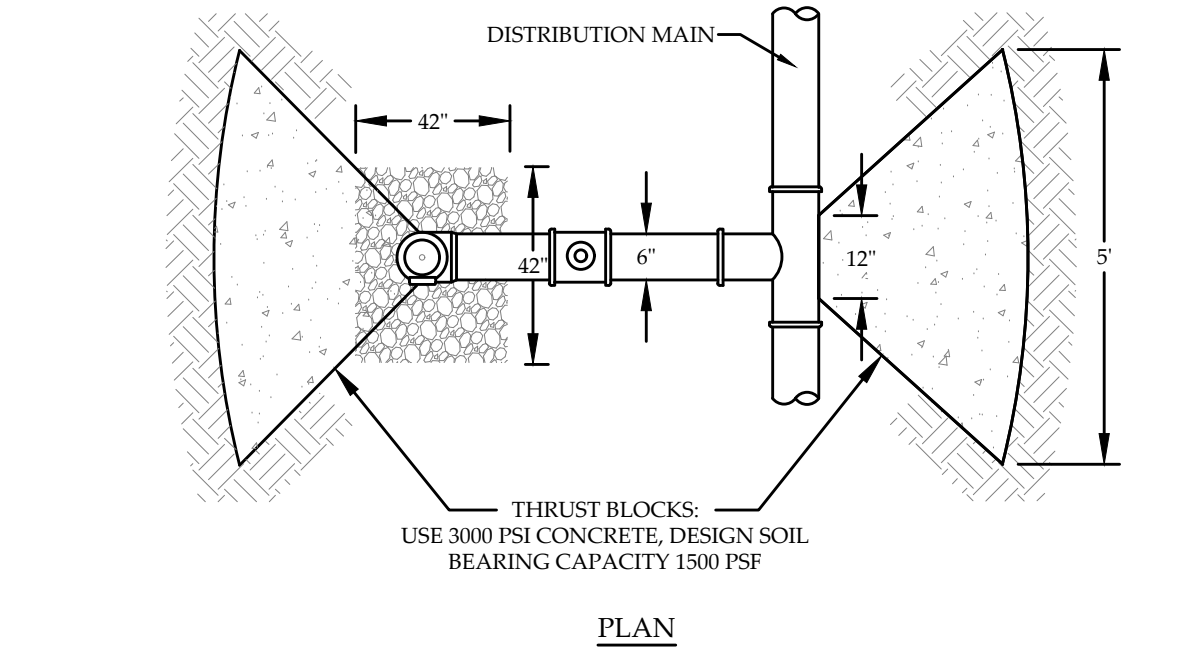 DISTRIBUTION MAIN
42"
42"
6"
12"
5'
THRUST BLOCKS:
USE 3000 PSI CONCRETE, DESIGN SOIL
BEARING CAPACITY 1500 PSF
PLAN